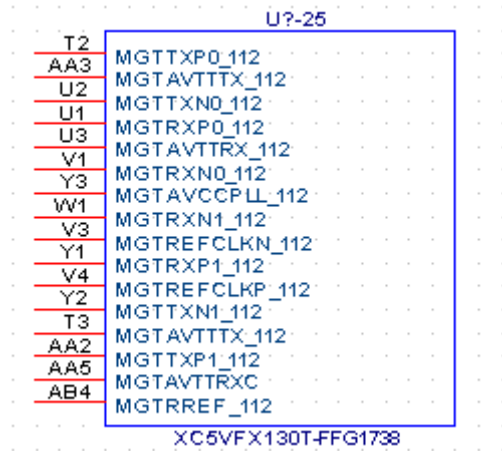 U?-25
T2 MGTTXP0_112
AA3 MGTAVTTTX_112
U2 MGTTXN0_112
U1 MGTRXP0_112
U3 MGTAVTTRX_112
V1 MGTRXN0_112
Y3 MGTAVCCPLL_112
W1 MGTRXN1_112
V3 MGTREFCLKN_112
Y1 MGTRXP1_112
V4 MGTREFCLKP_112
Y2 MGTTXN1_112
T3 MGTAVTTTX_112
AA2 MGTTXP1_112
AA5 MGTAVTTRXC
AB4 MGTRREF_112
XC5VFX130T-FFG1738